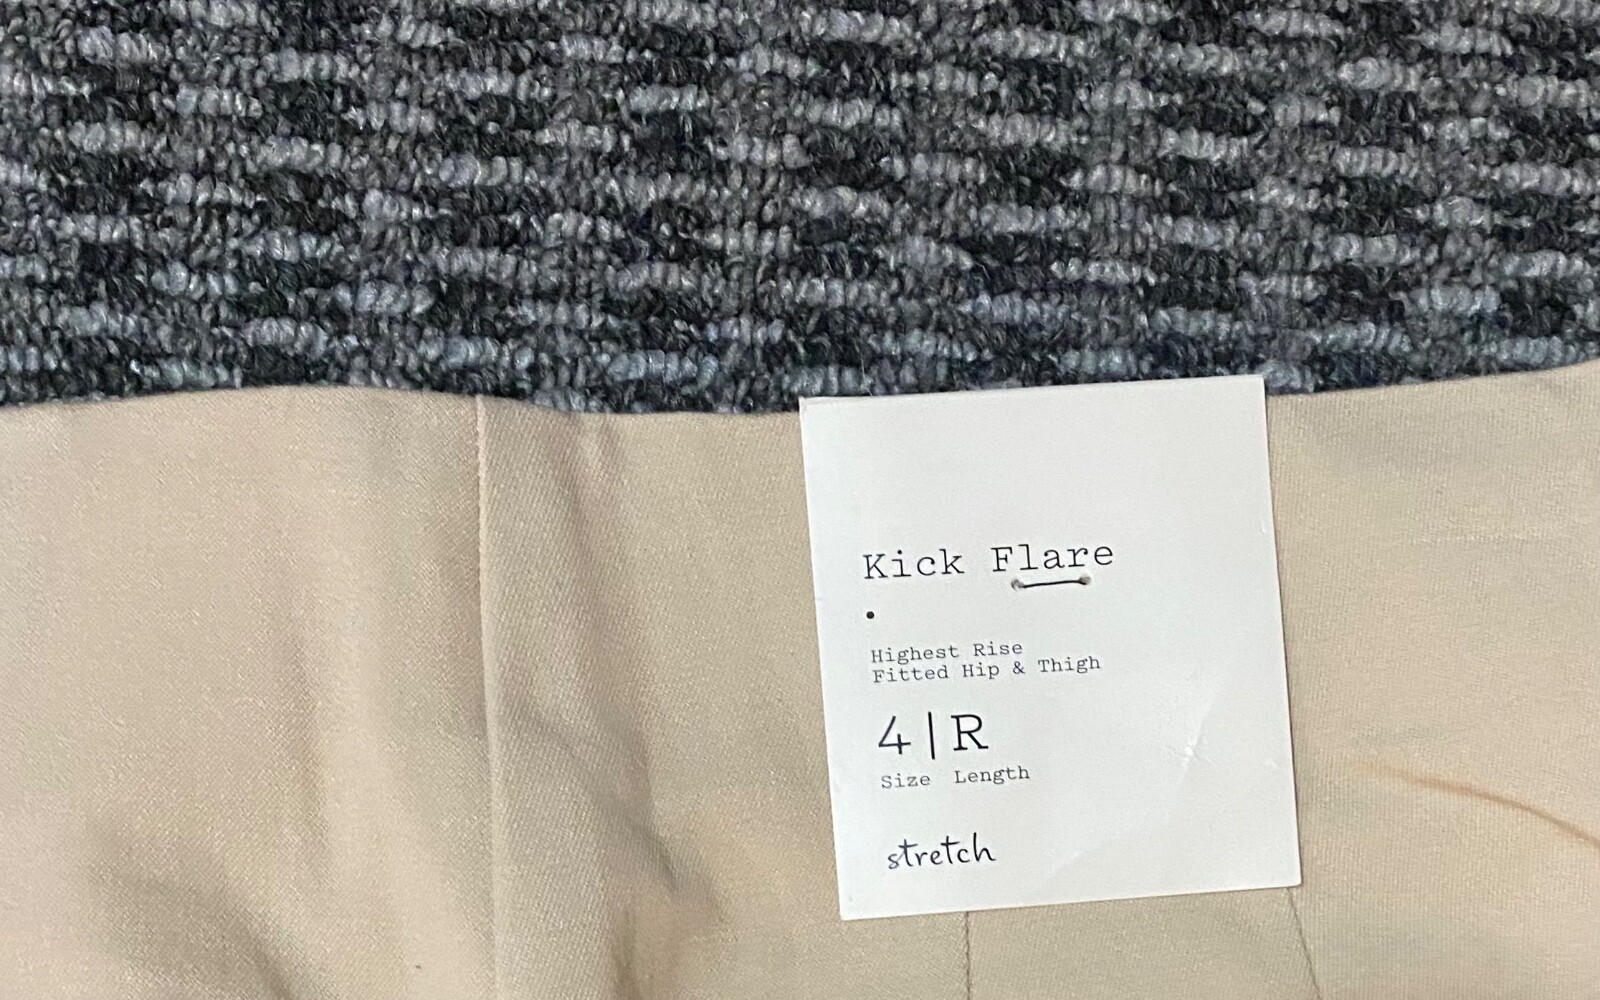 Kick Flare
•
Highest Rise
Fitted Hip & Thigh
4|R
Size Length
stretch